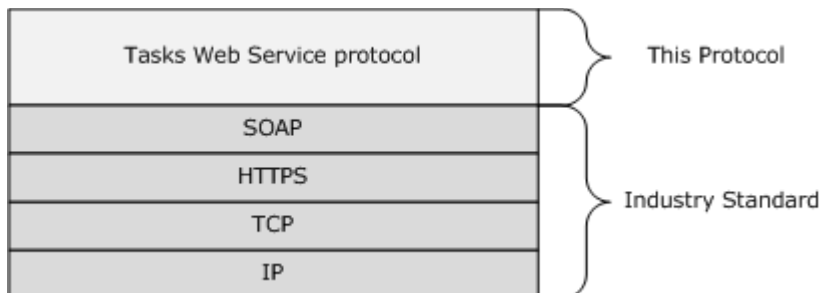 Tasks Web Service protocol
This Protocol
SOAP
HTTPS
TCP
IP
Industry Standard